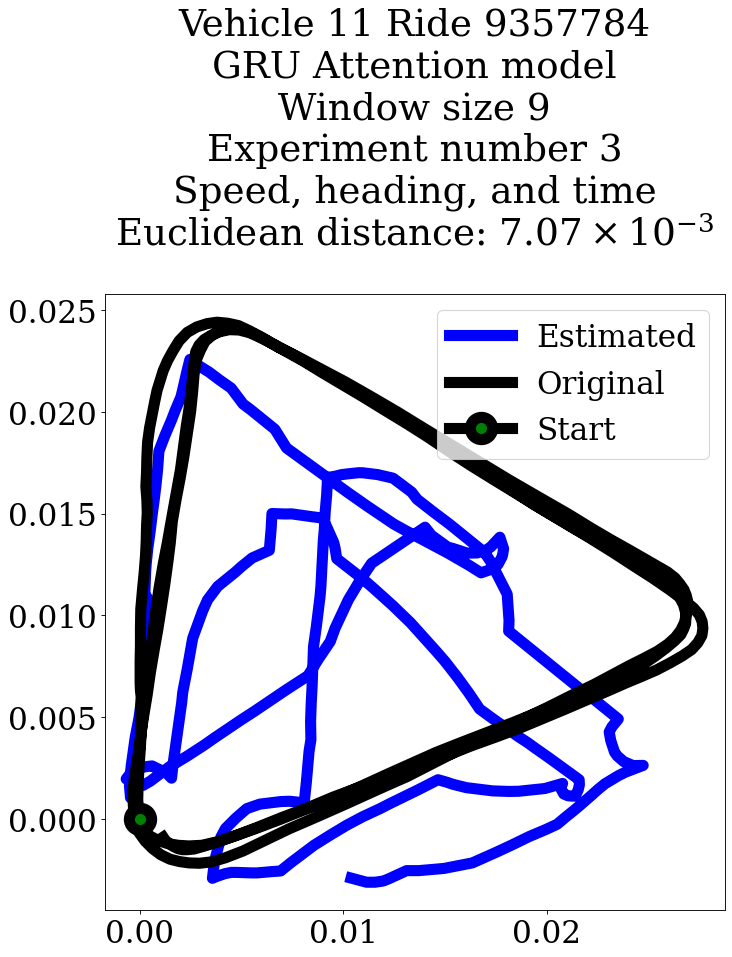 Vehicle 11 Ride 9357784
GRU Attention model
Window size 9
Experiment number 3
Speed, heading, and time
Euclidean distance: 7.07 × 10⁻³
0.025
0.020
0.015
0.010
0.005
0.000
Estimated
Original
Start
0.00 0.01 0.02